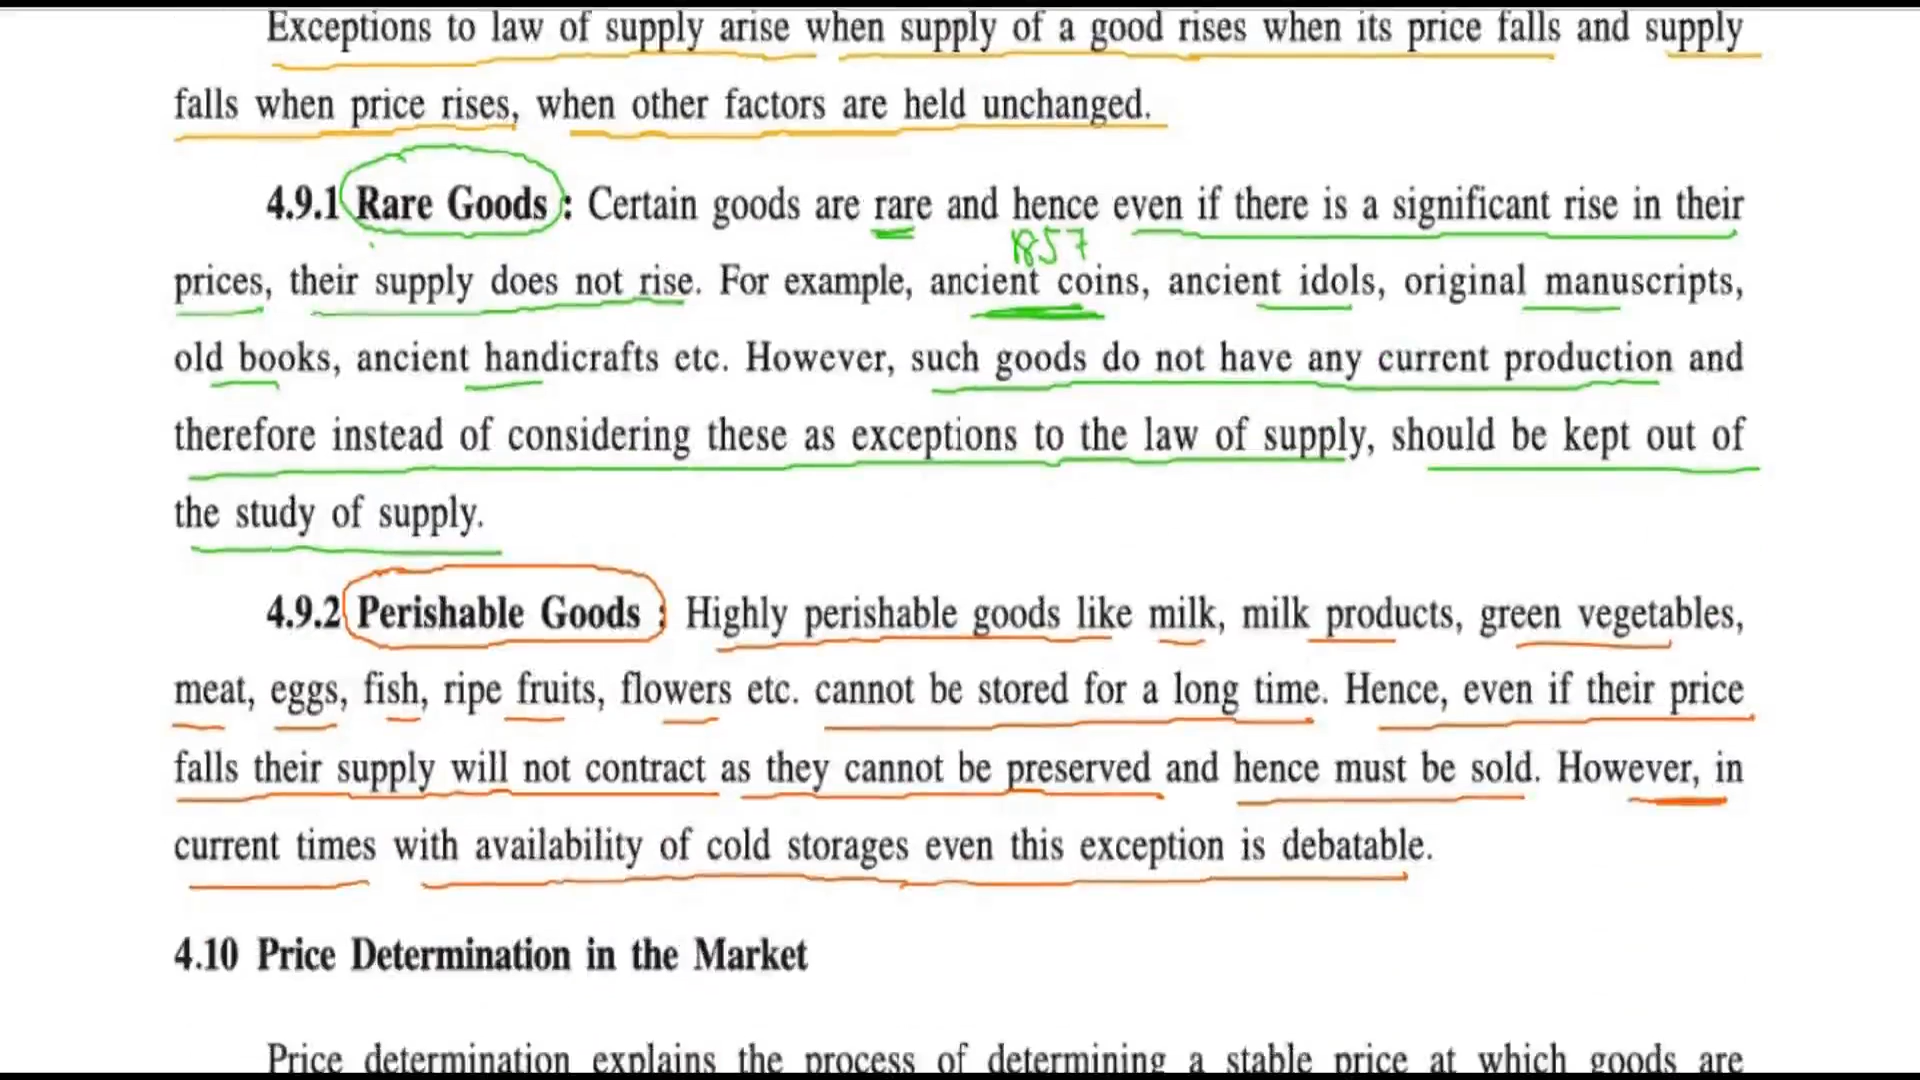 Exceptions to law of supply arise when supply of a good rises when its price falls and supply
falls when price rises, when other factors are held unchanged.
4.9.1 Rare Goods : Certain goods are rare and hence even if there is a significant rise in their
1857
prices, their supply does not rise. For example, ancient coins, ancient idols, original manuscripts,
old books, ancient handicrafts etc. However, such goods do not have any current production and
therefore instead of considering these as exceptions to the law of supply, should be kept out of
the study of supply.
4.9.2 Perishable Goods : Highly perishable goods like milk, milk products, green vegetables,
meat, eggs, fish, ripe fruits, flowers etc. cannot be stored for a long time. Hence, even if their price
falls their supply will not contract as they cannot be preserved and hence must be sold. However, in
current times with availability of cold storages even this exception is debatable.
4.10 Price Determination in the Market
Price determination explains the process of determining a stable price at which goods are